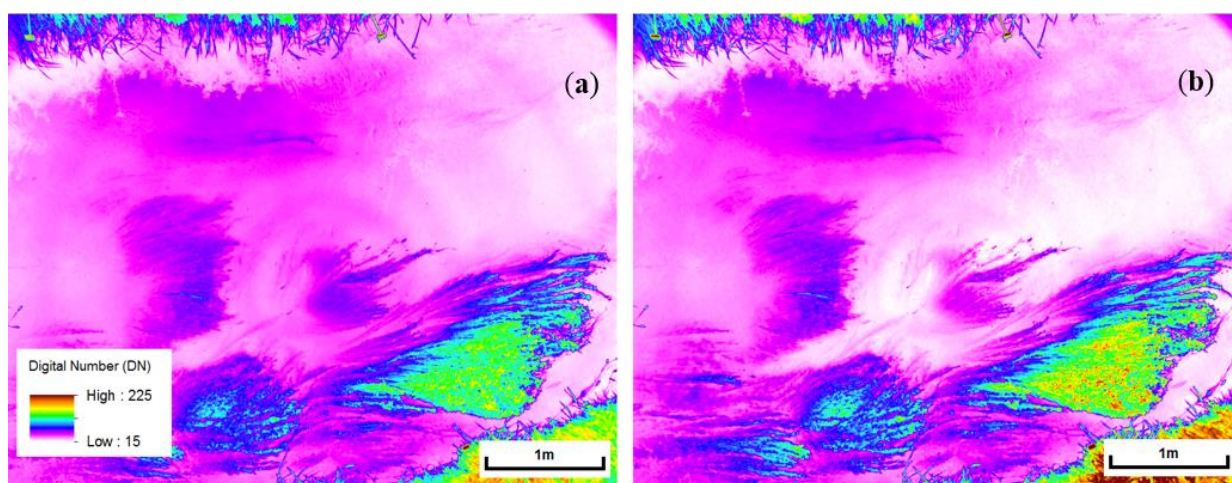 (a)
(b)
Digital Number (DN)
High : 225
Low : 15
1m
1m